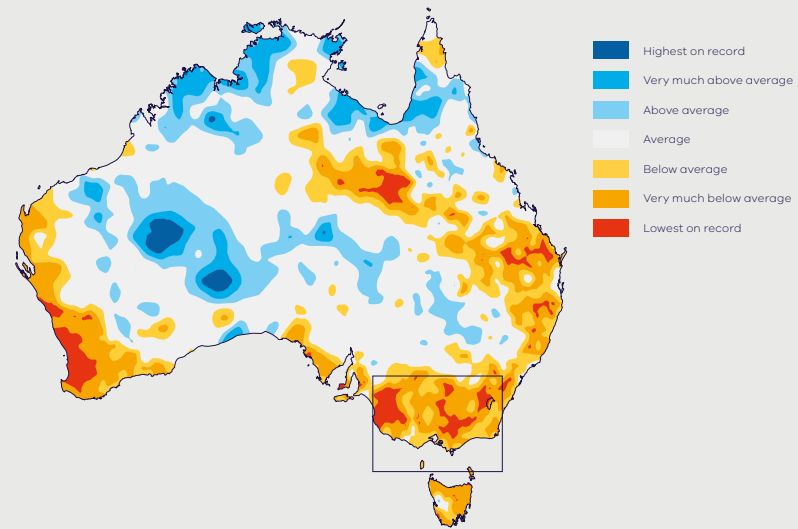 Highest on record
Very much above average
Above average
Average
Below average
Very much below average
Lowest on record